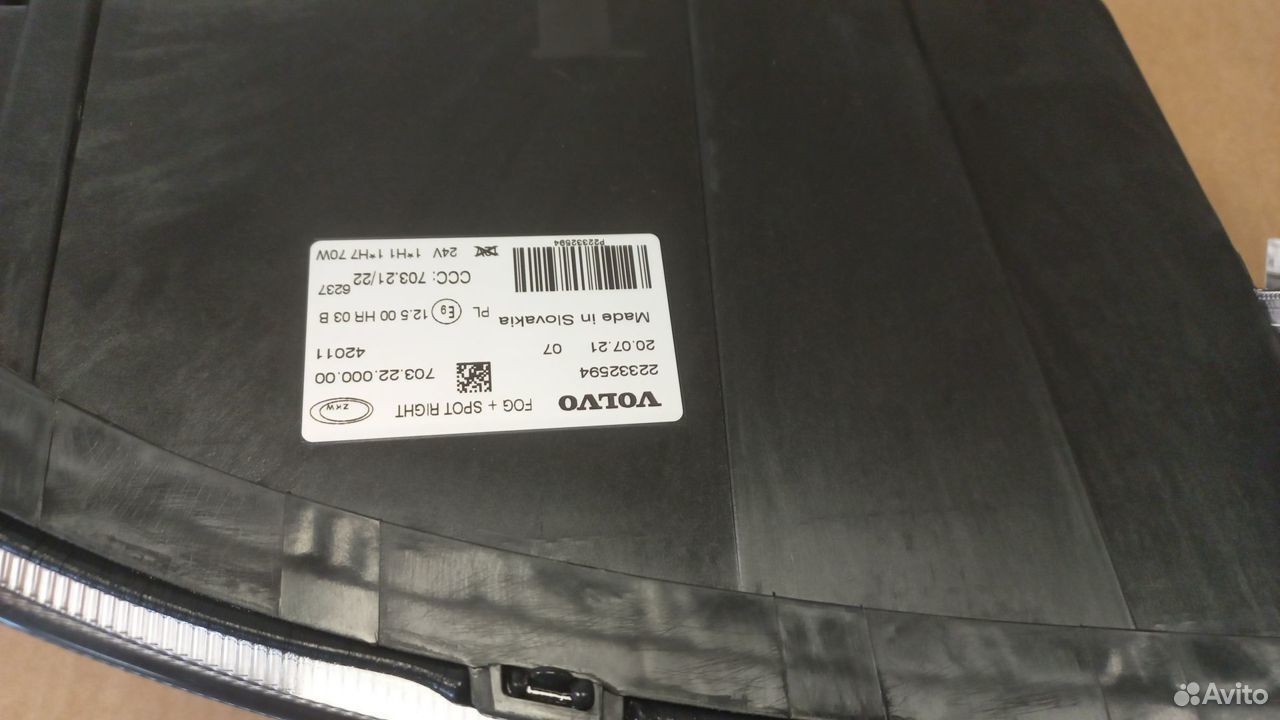 VOLVO FOG + SPOT RIGHT ZKW
22332594 703.22.000.00
20.07.21 07 42011
Made in Slovakia PL E9 12.5 00 HR 03 B
CCC: 703.21/22 6237
P22332594 24V 1*H1 1*H7 70W
Avito